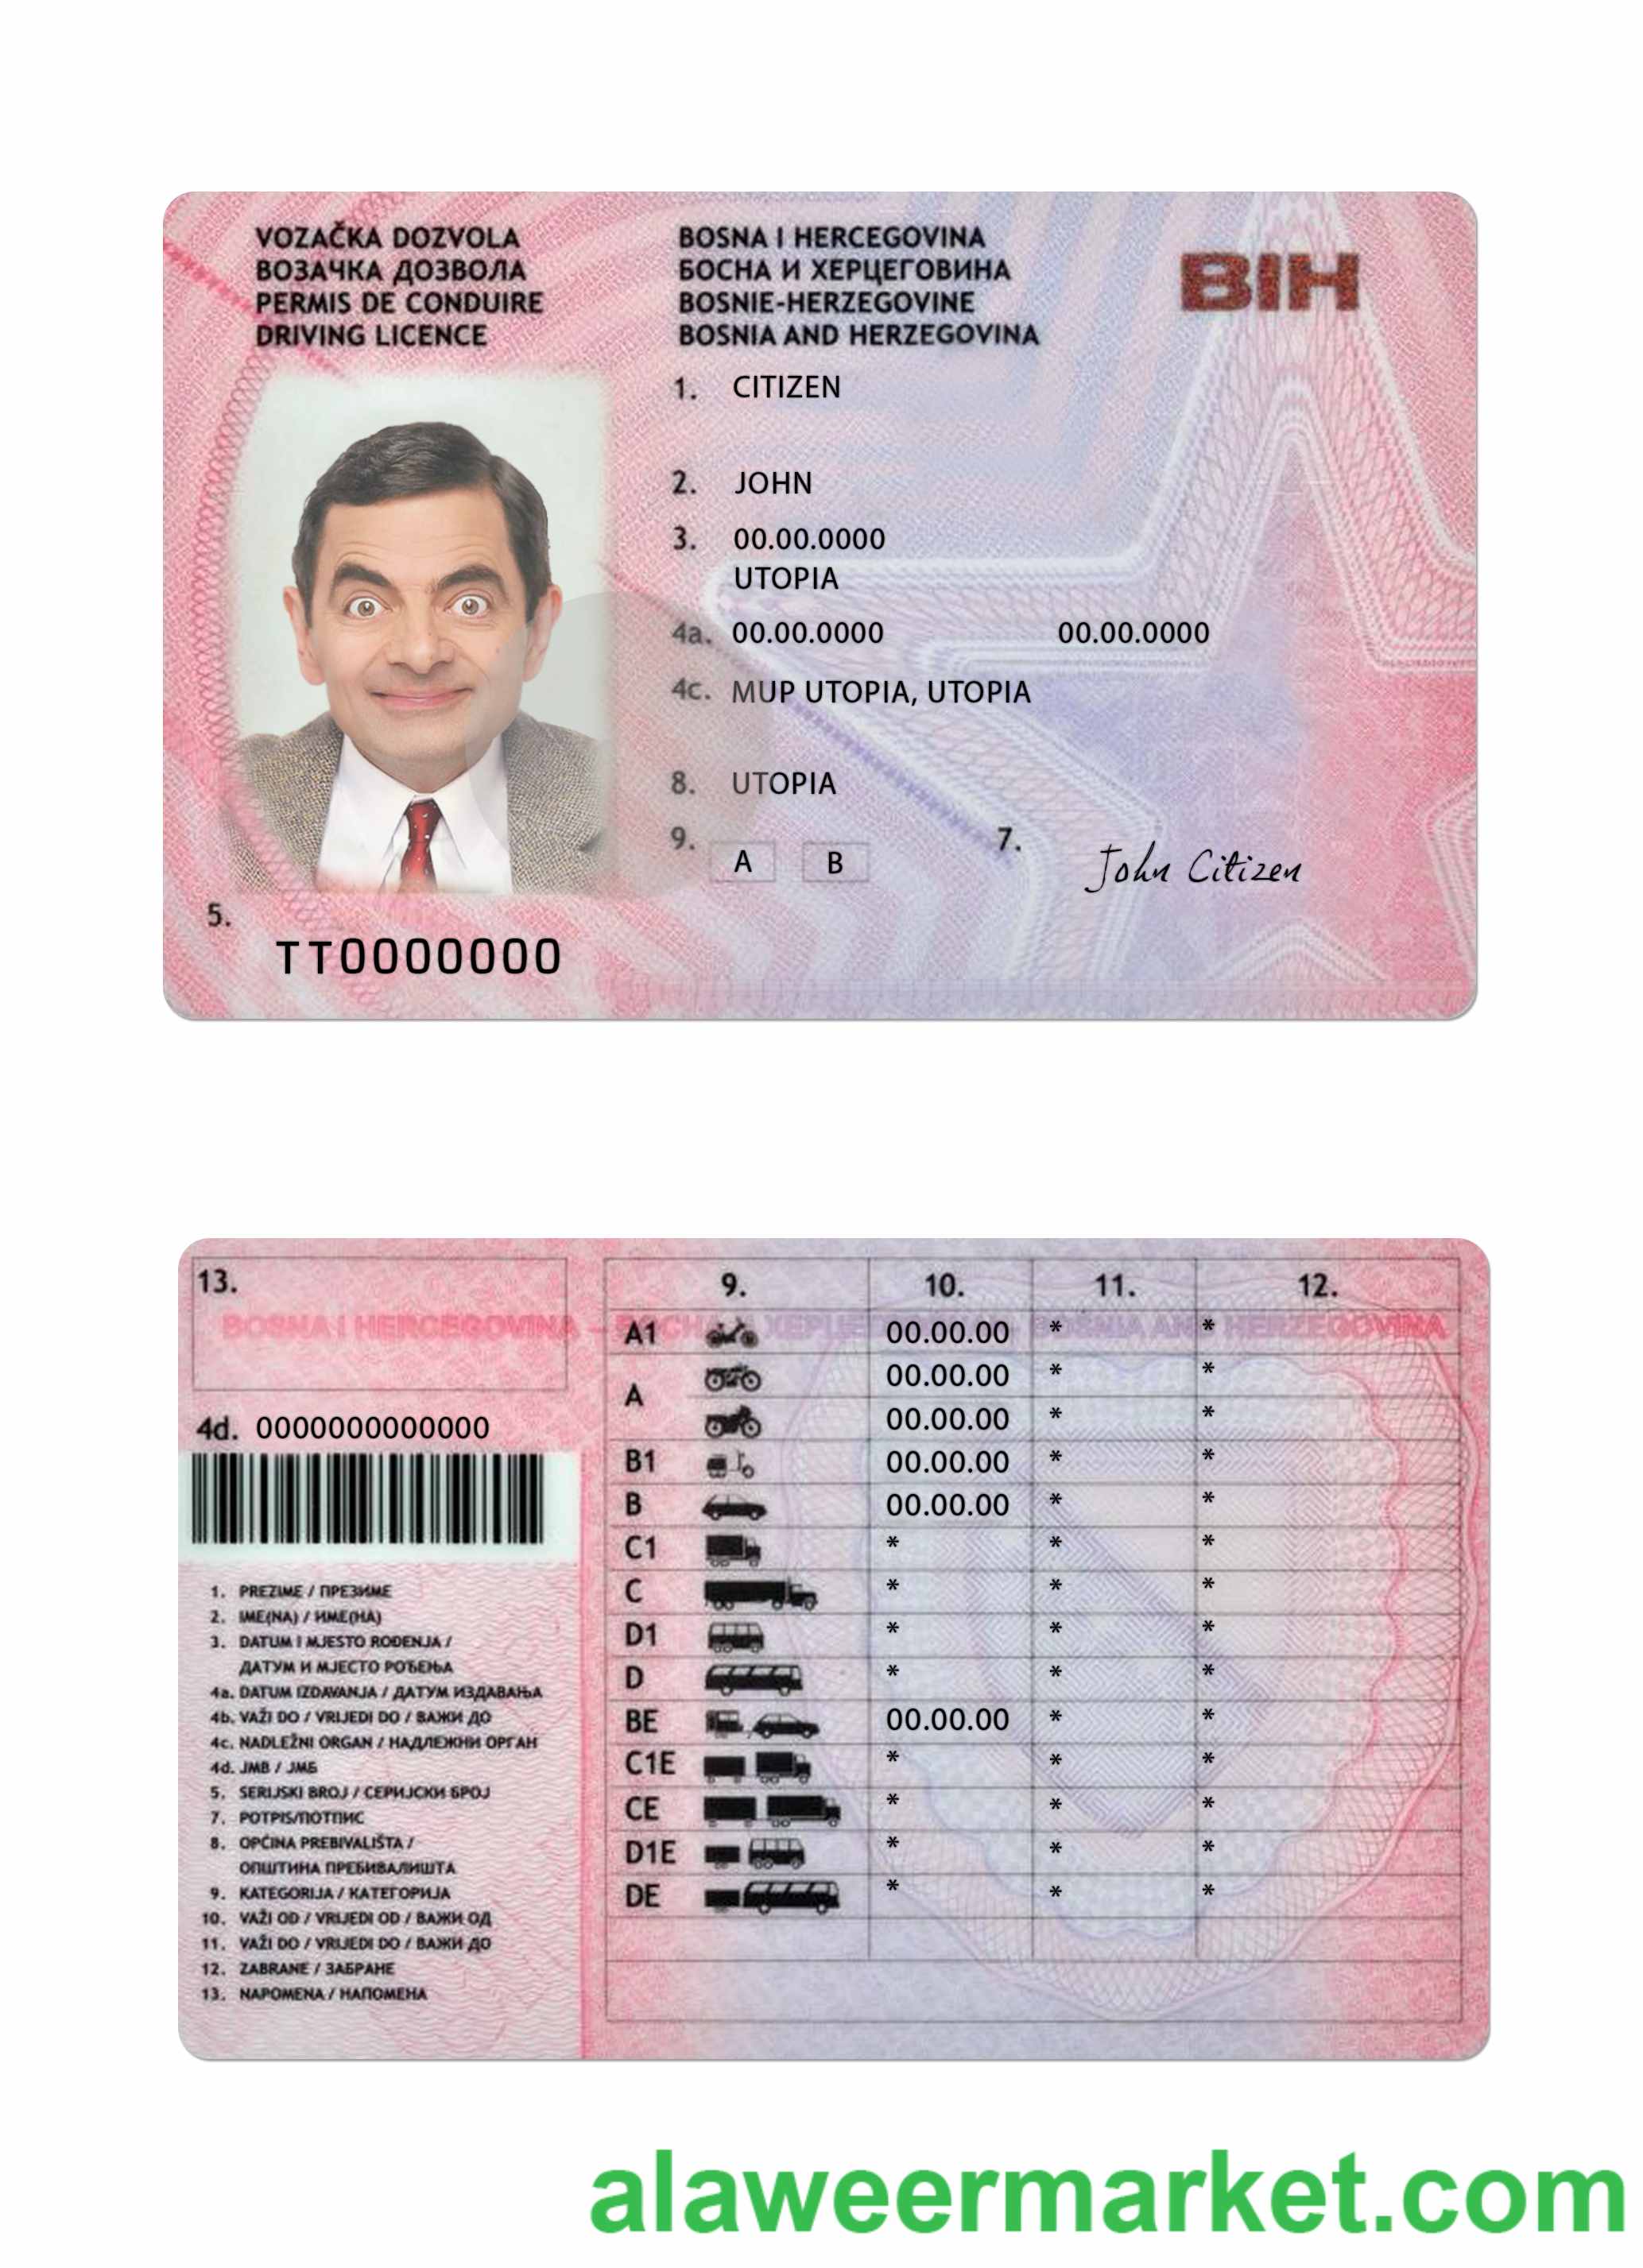 VOZAČKA DOZVOLA
ВОЗАЧКА ДОЗВОЛА
PERMIS DE CONDUIRE
DRIVING LICENCE
BOSNA I HERCEGOVINA
БОСНА И ХЕРЦЕГОВИНА
BOSNIE-HERZEGOVINE
BOSNIA AND HERZEGOVINA
BIH
1. CITIZEN
2. JOHN
3. 00.00.0000
UTOPIA
4a. 00.00.0000 00.00.0000
4c. MUP UTOPIA, UTOPIA
8. UTOPIA
9. A B
7. John Citizen
5.
TT0000000
13.
BOSNA I HERCEGOVINA
4d. 0000000000000
1. PREZIME / ПРЕЗИМЕ
2. IME(NA) / ИМЕ(НА)
3. DATUM I MJESTO ROĐENJA /
ДАТУМ И МЈЕСТО РОЂЕЊА
4a. DATUM IZDAVANJA / ДАТУМ ИЗДАВАЊА
4b. VAŽI DO / VRIJEDI DO / ВАЖИ ДО
4c. NADLEŽNI ORGAN / НАДЛЕЖНИ ОРГАН
4d. JMB / ЈМБ
5. SERIJSKI BROJ / СЕРИЈСКИ БРОЈ
7. POTPIS/ПОТПИС
8. OPĆINA PREBIVALIŠTA /
ОПШТИНА ПРЕБИВАЛИШТА
9. KATEGORIJA / КАТЕГОРИЈА
10. VAŽI OD / VRIJEDI OD / ВАЖИ ОД
11. VAŽI DO / VRIJEDI DO / ВАЖИ ДО
12. ZABRANE / ЗАБРАНЕ
13. NAPOMENA / НАПОМЕНА
9. 10. 11. 12.
A1 00.00.00 * *
00.00.00 * *
A
00.00.00 * *
B1 00.00.00 * *
B 00.00.00 * *
C1 * * *
C * * *
D1 * * *
D * * *
BE 00.00.00 * *
C1E * * *
CE * * *
D1E * * *
DE * * *
alaweermarket.com